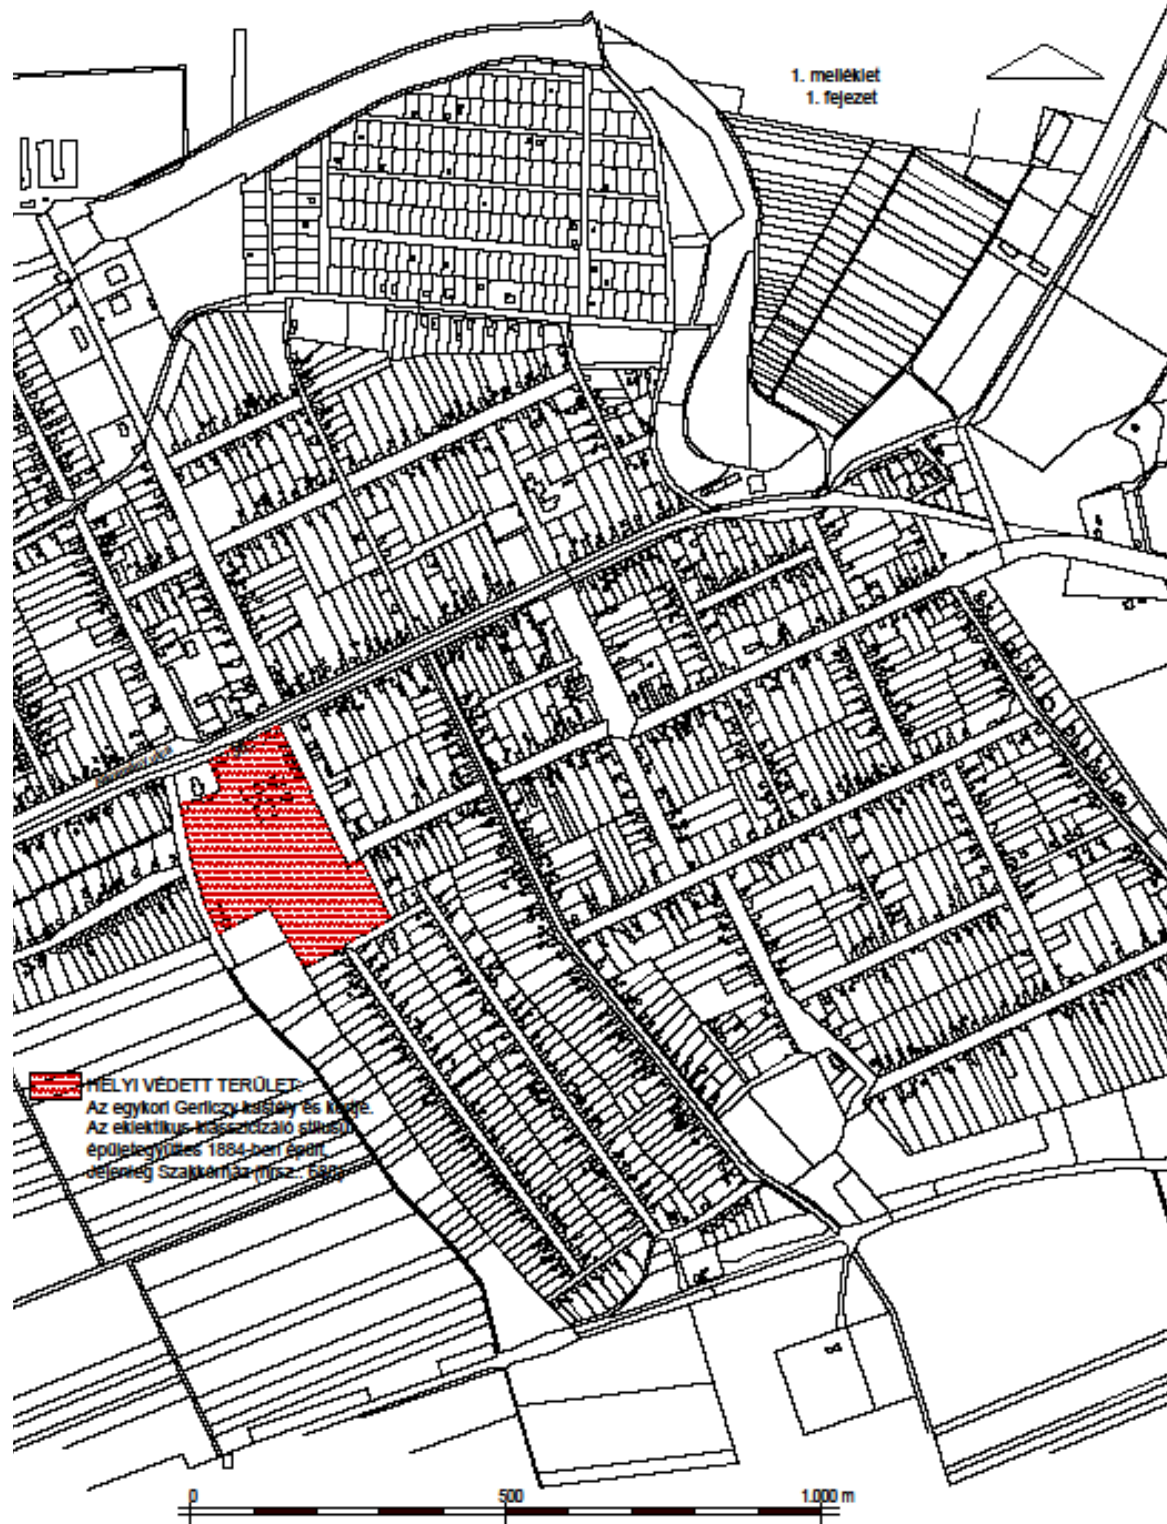 1. melléklet
1. fejezet
HELYI VÉDETT TERÜLET:
Az egykori Gerliczy kastély és kertje.
Az eklektikus klasszicizáló stílusú
épületegyüttes 1884-ben épült,
jelenleg Szakkórház (hrsz.:
0 500 1.000 m